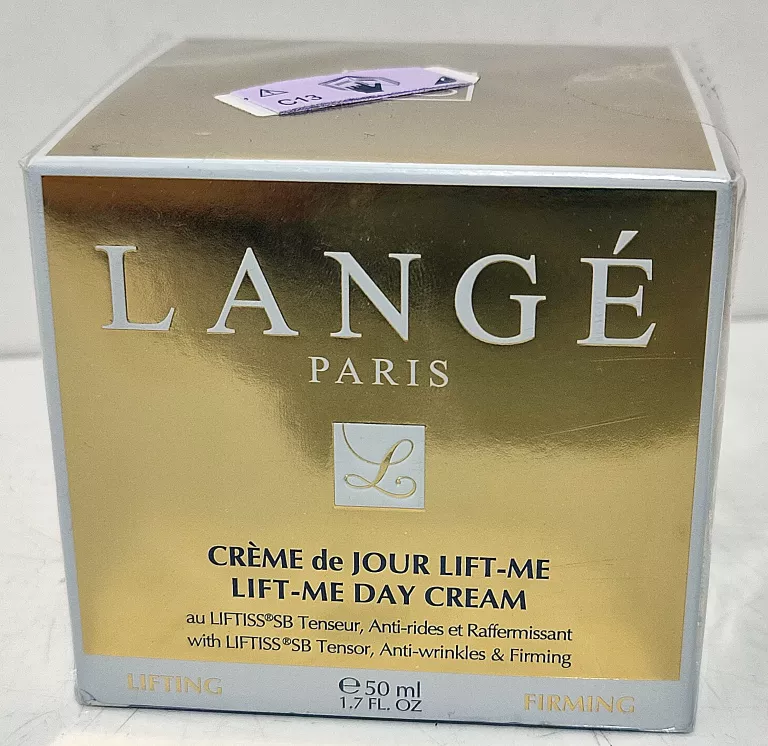 C13
LANGÉ
PARIS
L
CRÈME de JOUR LIFT-ME
LIFT-ME DAY CREAM
au LIFTISS®SB Tenseur, Anti-rides et Raffermissant
with LIFTISS®SB Tensor, Anti-wrinkles & Firming
LIFTING
℮50 ml
1.7 FL. OZ
FIRMING